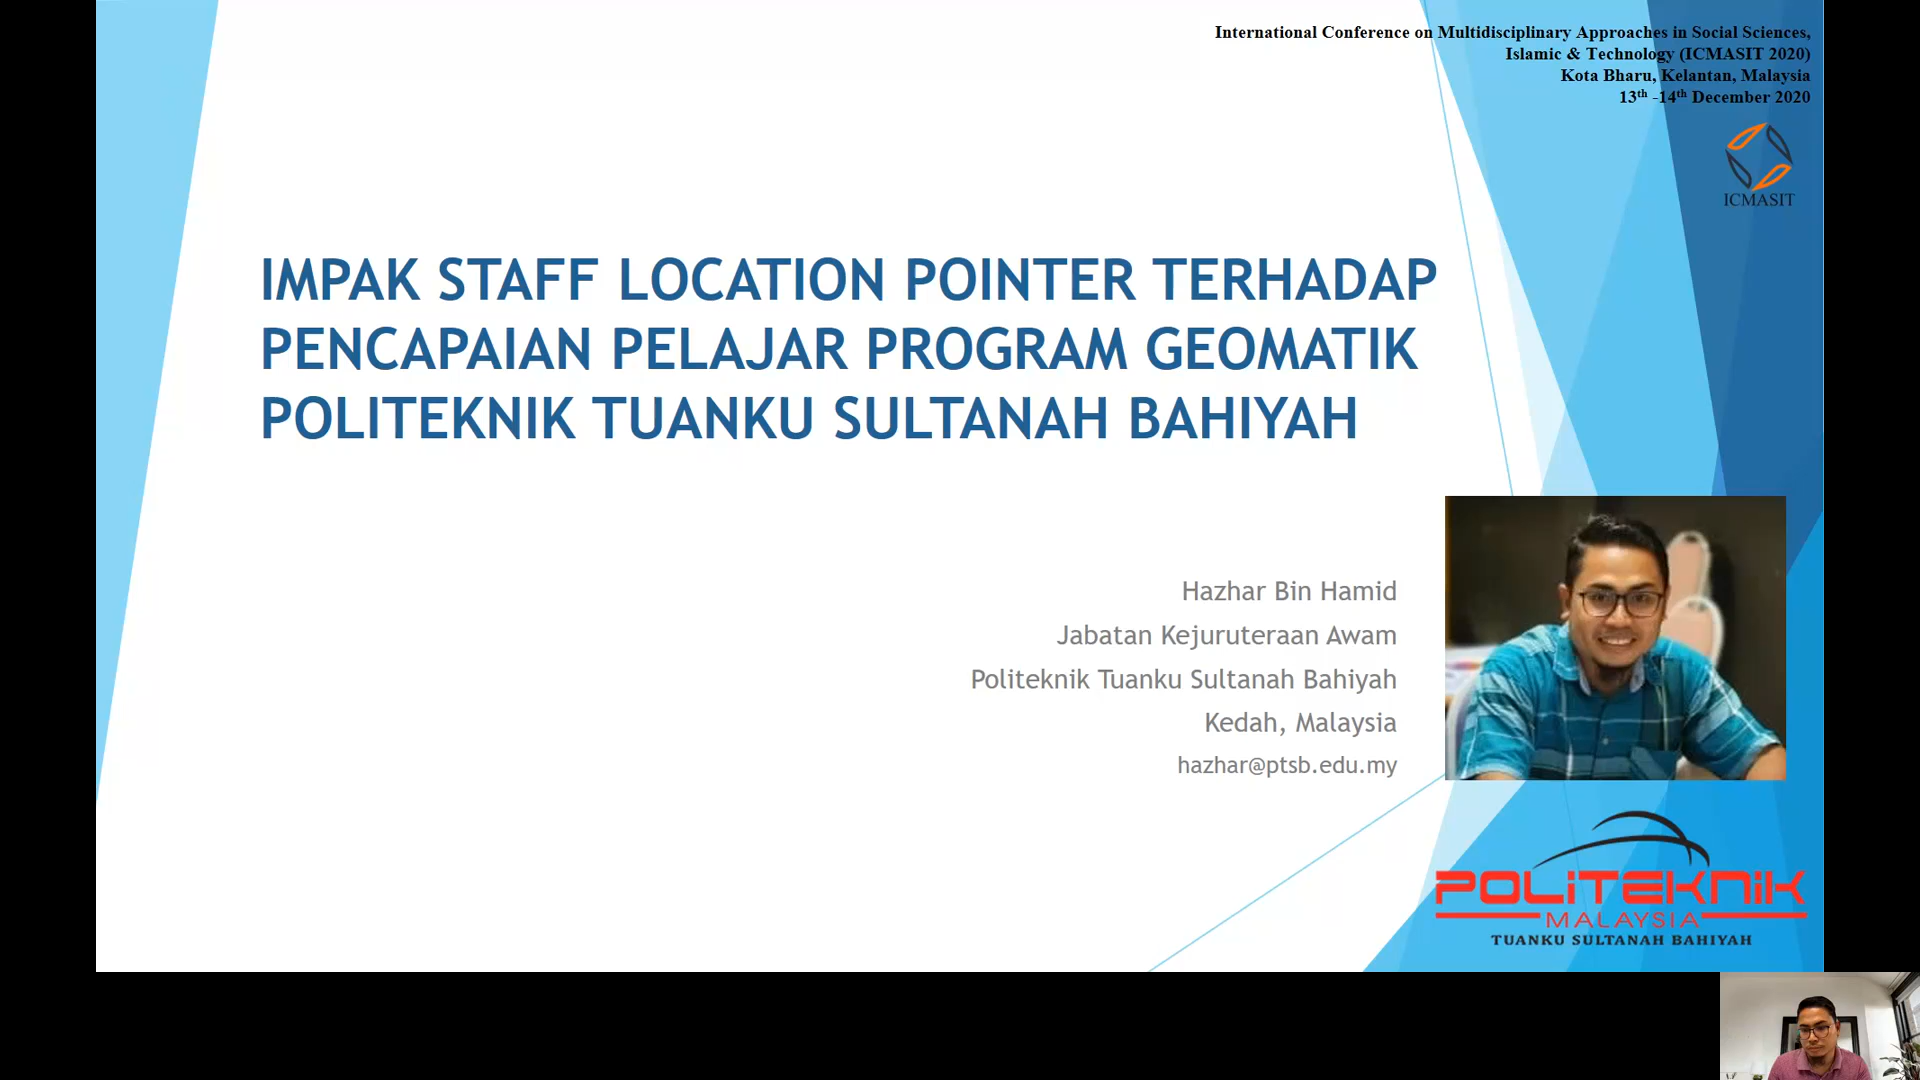 International Conference on Multidisciplinary Approaches in Social Sciences,
Islamic & Technology (ICMASIT 2020)
Kota Bharu, Kelantan, Malaysia
13th -14th December 2020
ICMASIT
IMPAK STAFF LOCATION POINTER TERHADAP
PENCAPAIAN PELAJAR PROGRAM GEOMATIK
POLITEKNIK TUANKU SULTANAH BAHIYAH
Hazhar Bin Hamid
Jabatan Kejuruteraan Awam
Politeknik Tuanku Sultanah Bahiyah
Kedah, Malaysia
hazhar@ptsb.edu.my
POLITEKNIK
MALAYSIA
TUANKU SULTANAH BAHIYAH